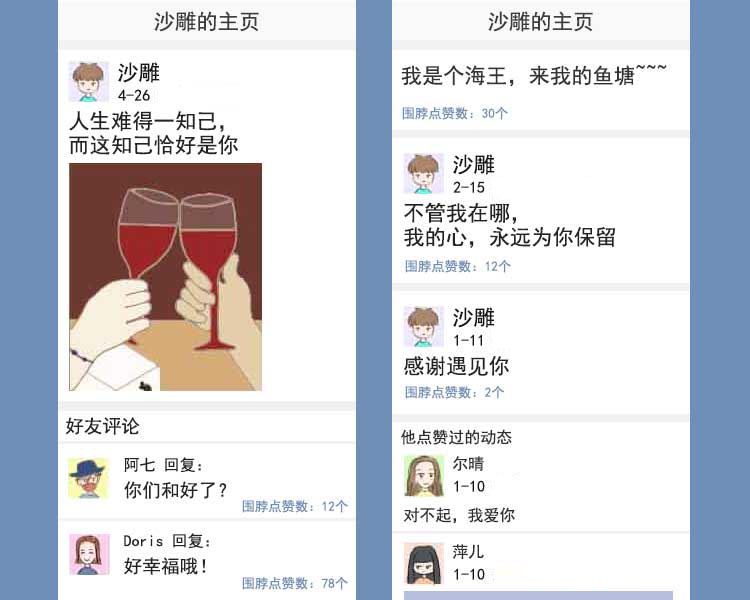 沙雕的主页
沙雕
4-26
人生难得一知己，
而这知己恰好是你
好友评论
阿七 回复：
你们和好了？
围脖点赞数：12个
Doris 回复：
好幸福哦！
围脖点赞数：78个
沙雕的主页
我是个海王，来我的鱼塘~~~
围脖点赞数：30个
沙雕
2-15
不管我在哪，
我的心，永远为你保留
围脖点赞数：12个
沙雕
1-11
感谢遇见你
围脖点赞数：2个
他点赞过的动态
尔晴
1-10
对不起，我爱你
萍儿
1-10